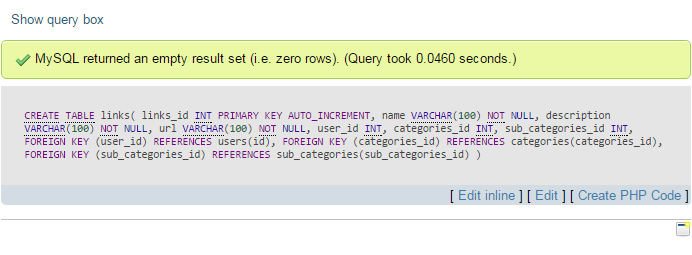 Show query box
MySQL returned an empty result set (i.e. zero rows). (Query took 0.0460 seconds.)
CREATE TABLE links( links_id INT PRIMARY KEY AUTO_INCREMENT, name VARCHAR(100) NOT NULL, description
VARCHAR(100) NOT NULL, url VARCHAR(100) NOT NULL, user_id INT, categories_id INT, sub_categories_id INT,
FOREIGN KEY (user_id) REFERENCES users(id), FOREIGN KEY (categories_id) REFERENCES categories(categories_id),
FOREIGN KEY (sub_categories_id) REFERENCES sub_categories(sub_categories_id) )
[ Edit inline ] [ Edit ] [ Create PHP Code ]